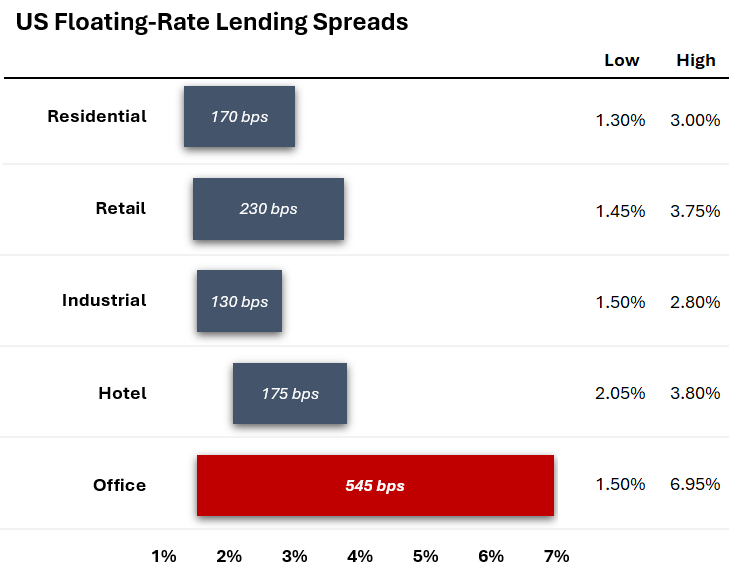 US Floating-Rate Lending Spreads
Low High
Residential 170 bps 1.30% 3.00%
Retail 230 bps 1.45% 3.75%
Industrial 130 bps 1.50% 2.80%
Hotel 175 bps 2.05% 3.80%
Office 545 bps 1.50% 6.95%
1% 2% 3% 4% 5% 6% 7%